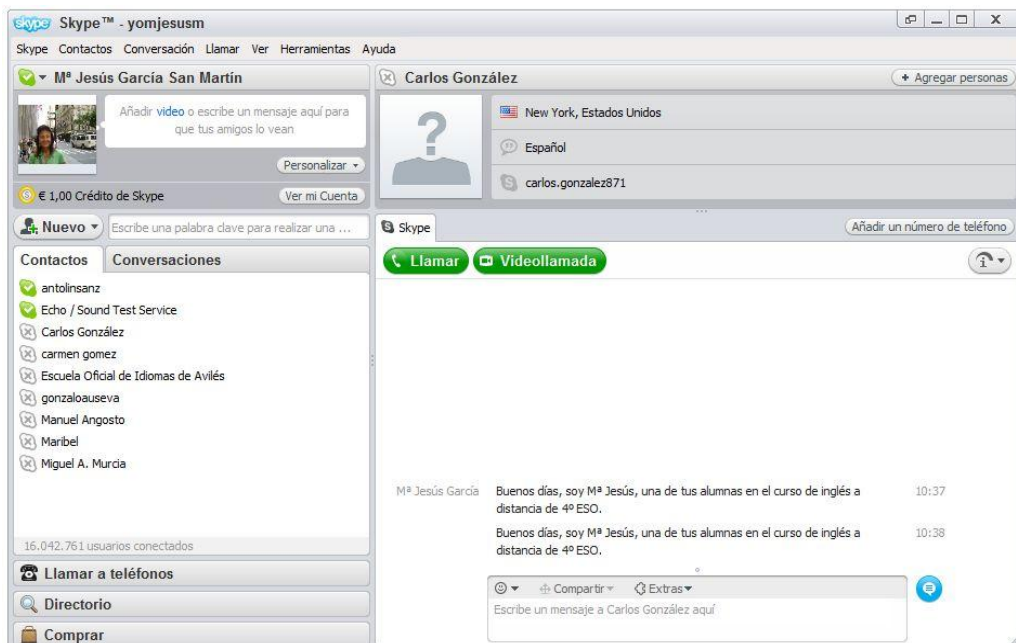 skype Skype™ - yomjesusm
Skype Contactos Conversación Llamar Ver Herramientas Ayuda
Mª Jesús García San Martín
Añadir video o escribe un mensaje aquí para
que tus amigos lo vean
Personalizar
€ 1,00 Crédito de Skype
Ver mi Cuenta
Nuevo
Escribe una palabra clave para realizar una ...
Contactos
Conversaciones
antolinsanz
Echo / Sound Test Service
Carlos González
carmen gomez
Escuela Oficial de Idiomas de Avilés
gonzaloauseva
Manuel Angosto
Maribel
Miguel A. Murcia
16.042.761 usuarios conectados
Llamar a teléfonos
Directorio
Comprar
Carlos González
+ Agregar personas
?
New York, Estados Unidos
Español
carlos.gonzalez871
Skype
Añadir un número de teléfono
Llamar
Videollamada
Mª Jesús García Buenos días, soy Mª Jesús, una de tus alumnas en el curso de inglés a 10:37
distancia de 4º ESO.
Buenos días, soy Mª Jesús, una de tus alumnas en el curso de inglés a 10:38
distancia de 4º ESO.
Compartir Extras
Escribe un mensaje a Carlos González aquí